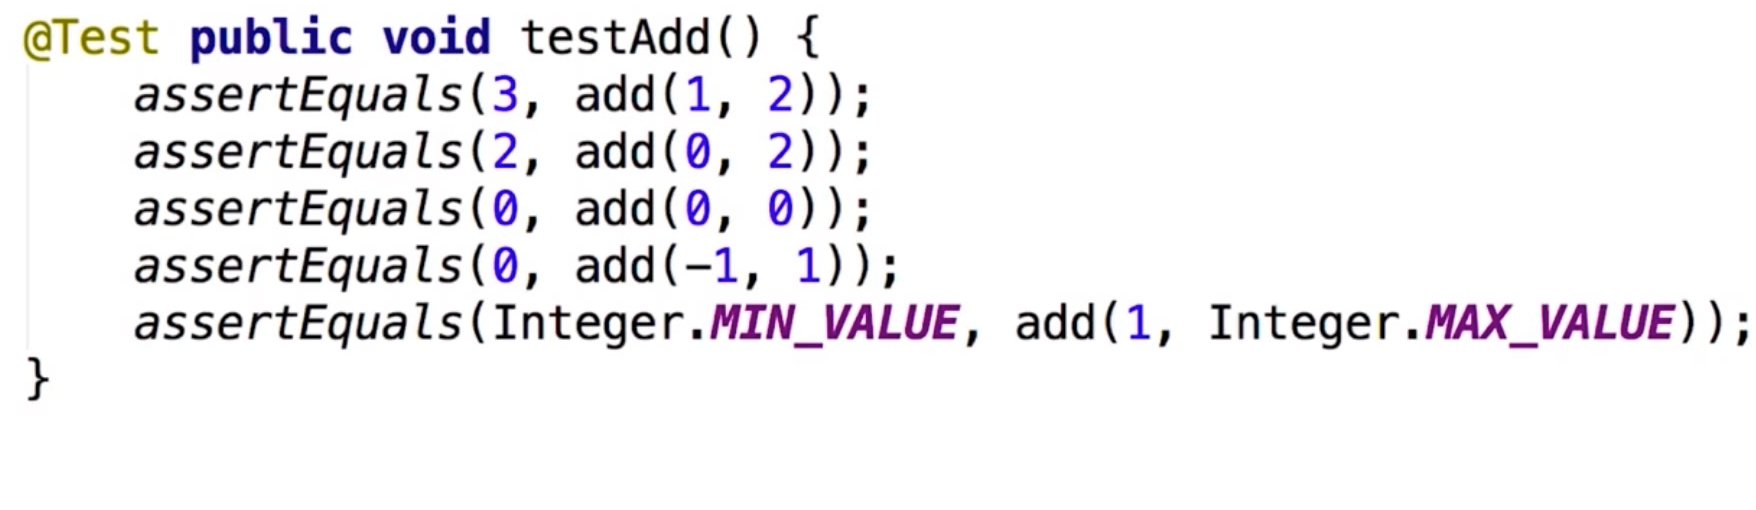 @Test public void testAdd() {
    assertEquals(3, add(1, 2));
    assertEquals(2, add(0, 2));
    assertEquals(0, add(0, 0));
    assertEquals(0, add(−1, 1));
    assertEquals(Integer.MIN_VALUE, add(1, Integer.MAX_VALUE));
}